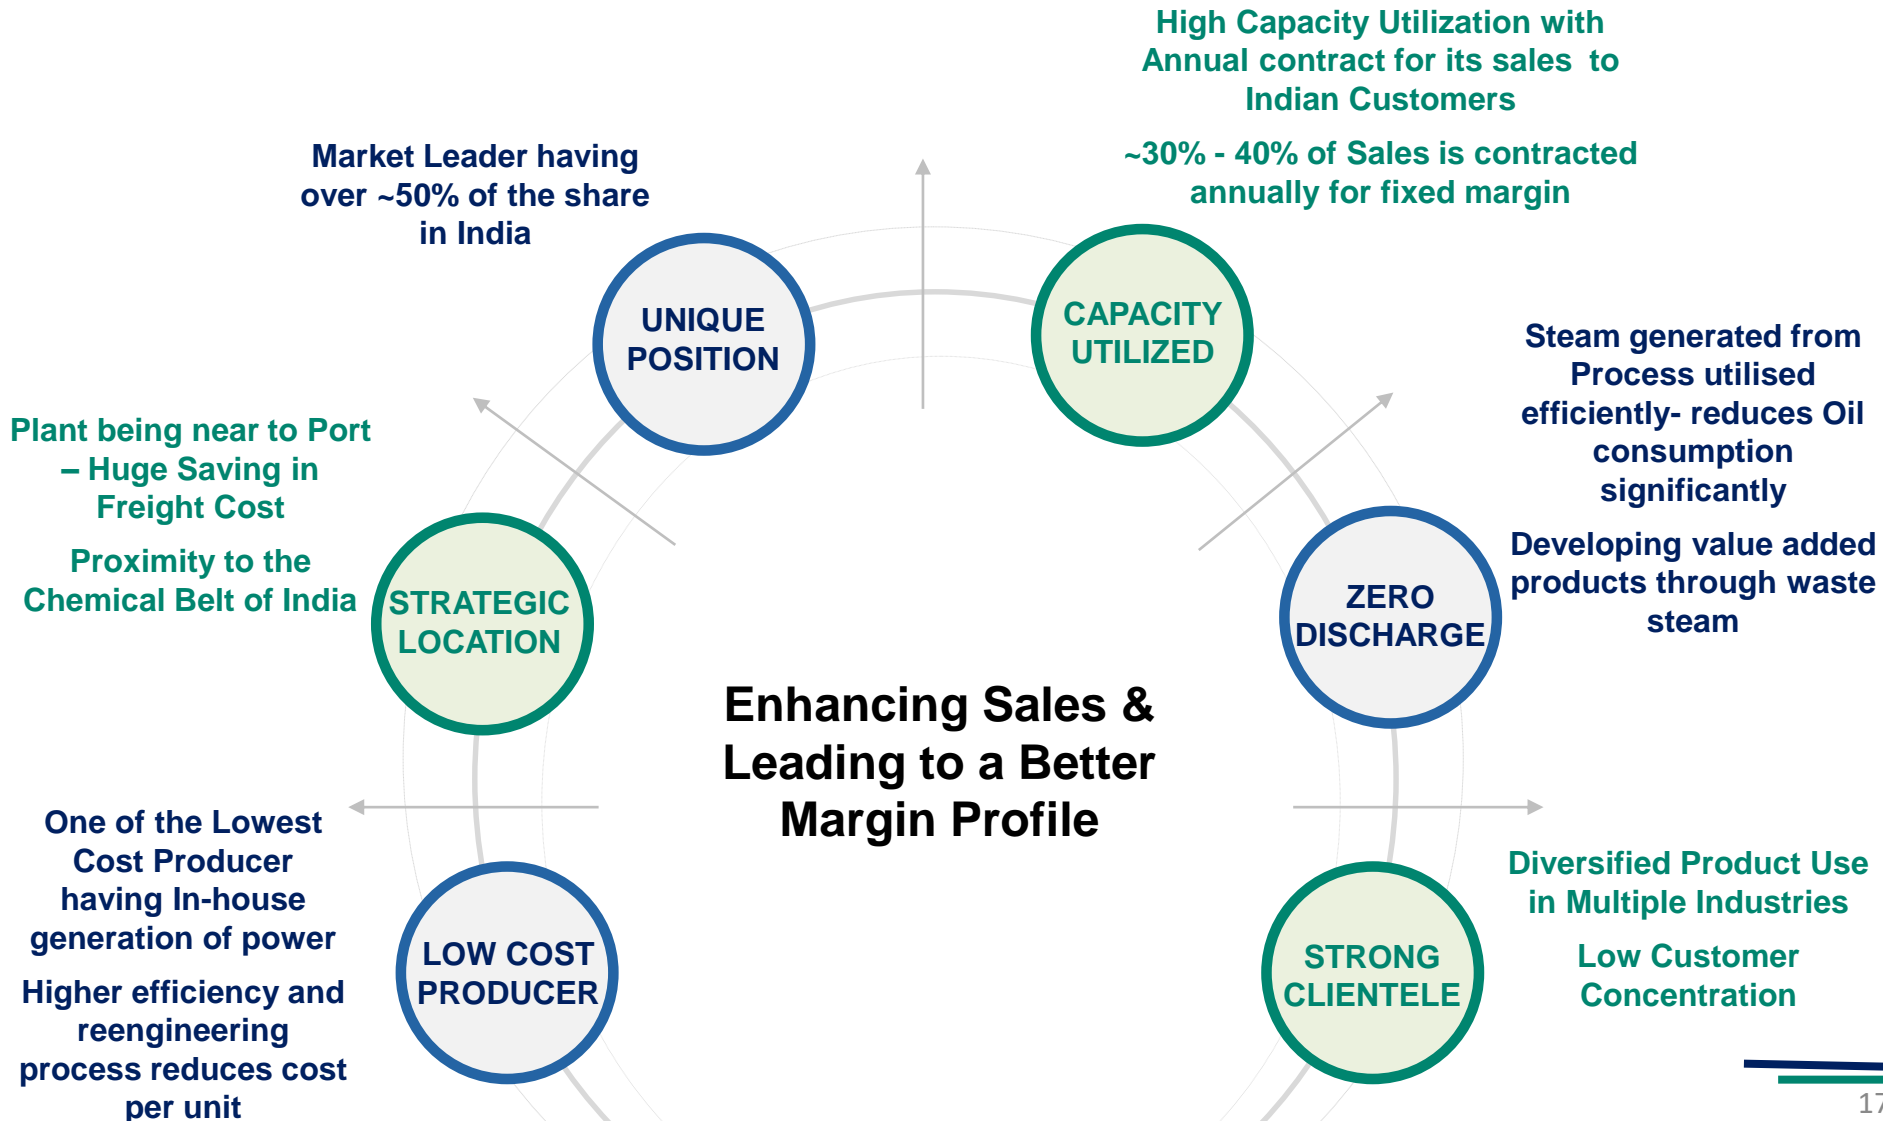 High Capacity Utilization with
Annual contract for its sales to
Indian Customers
~30% - 40% of Sales is contracted
annually for fixed margin
Market Leader having
over ~50% of the share
in India
UNIQUE
POSITION
CAPACITY
UTILIZED
Steam generated from
Process utilised
efficiently- reduces Oil
consumption
significantly
Developing value added
products through waste
steam
Plant being near to Port
– Huge Saving in
Freight Cost
Proximity to the
Chemical Belt of India
STRATEGIC
LOCATION
ZERO
DISCHARGE
Enhancing Sales &
Leading to a Better
Margin Profile
One of the Lowest
Cost Producer
having In-house
generation of power
Higher efficiency and
reengineering
process reduces cost
per unit
LOW COST
PRODUCER
STRONG
CLIENTELE
Diversified Product Use
in Multiple Industries
Low Customer
Concentration
17